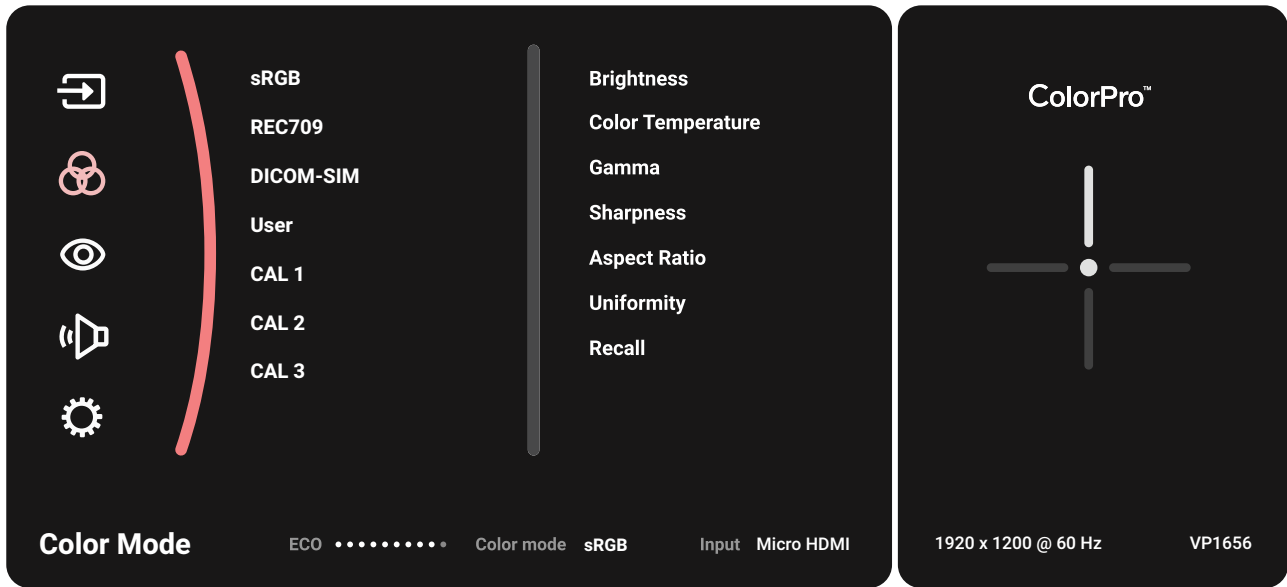 sRGB
REC709
DICOM-SIM
User
CAL 1
CAL 2
CAL 3
Brightness
Color Temperature
Gamma
Sharpness
Aspect Ratio
Uniformity
Recall
Color Mode
ECO
Color mode sRGB
Input Micro HDMI
ColorPro™
1920 x 1200 @ 60 Hz
VP1656